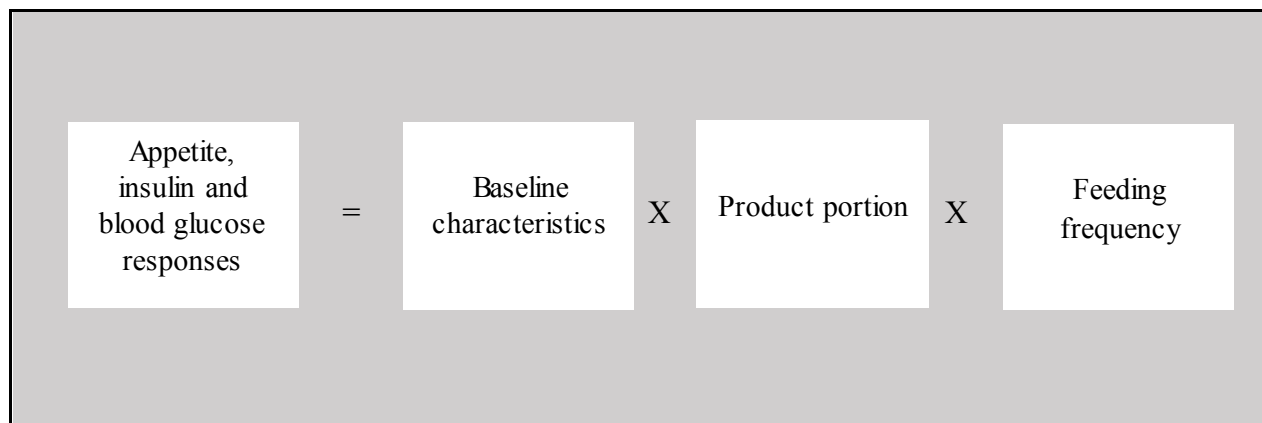 Appetite,
insulin and
blood glucose
responses
=
Baseline
characteristics
X
Product portion
X
Feeding
frequency